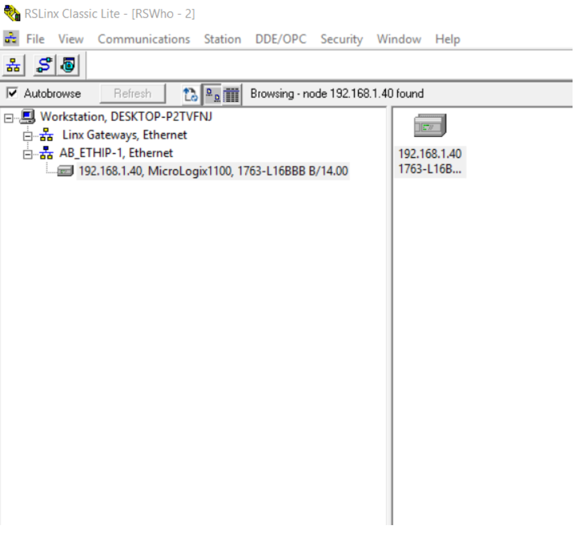 RSLinx Classic Lite - [RSWho - 2]
File View Communications Station DDE/OPC Security Window Help
Autobrowse Refresh Browsing - node 192.168.1.40 found
Workstation, DESKTOP-P2TVFNJ
Linx Gateways, Ethernet
AB_ETHIP-1, Ethernet
192.168.1.40, MicroLogix1100, 1763-L16BBB B/14.00
192.168.1.40
1763-L16B...